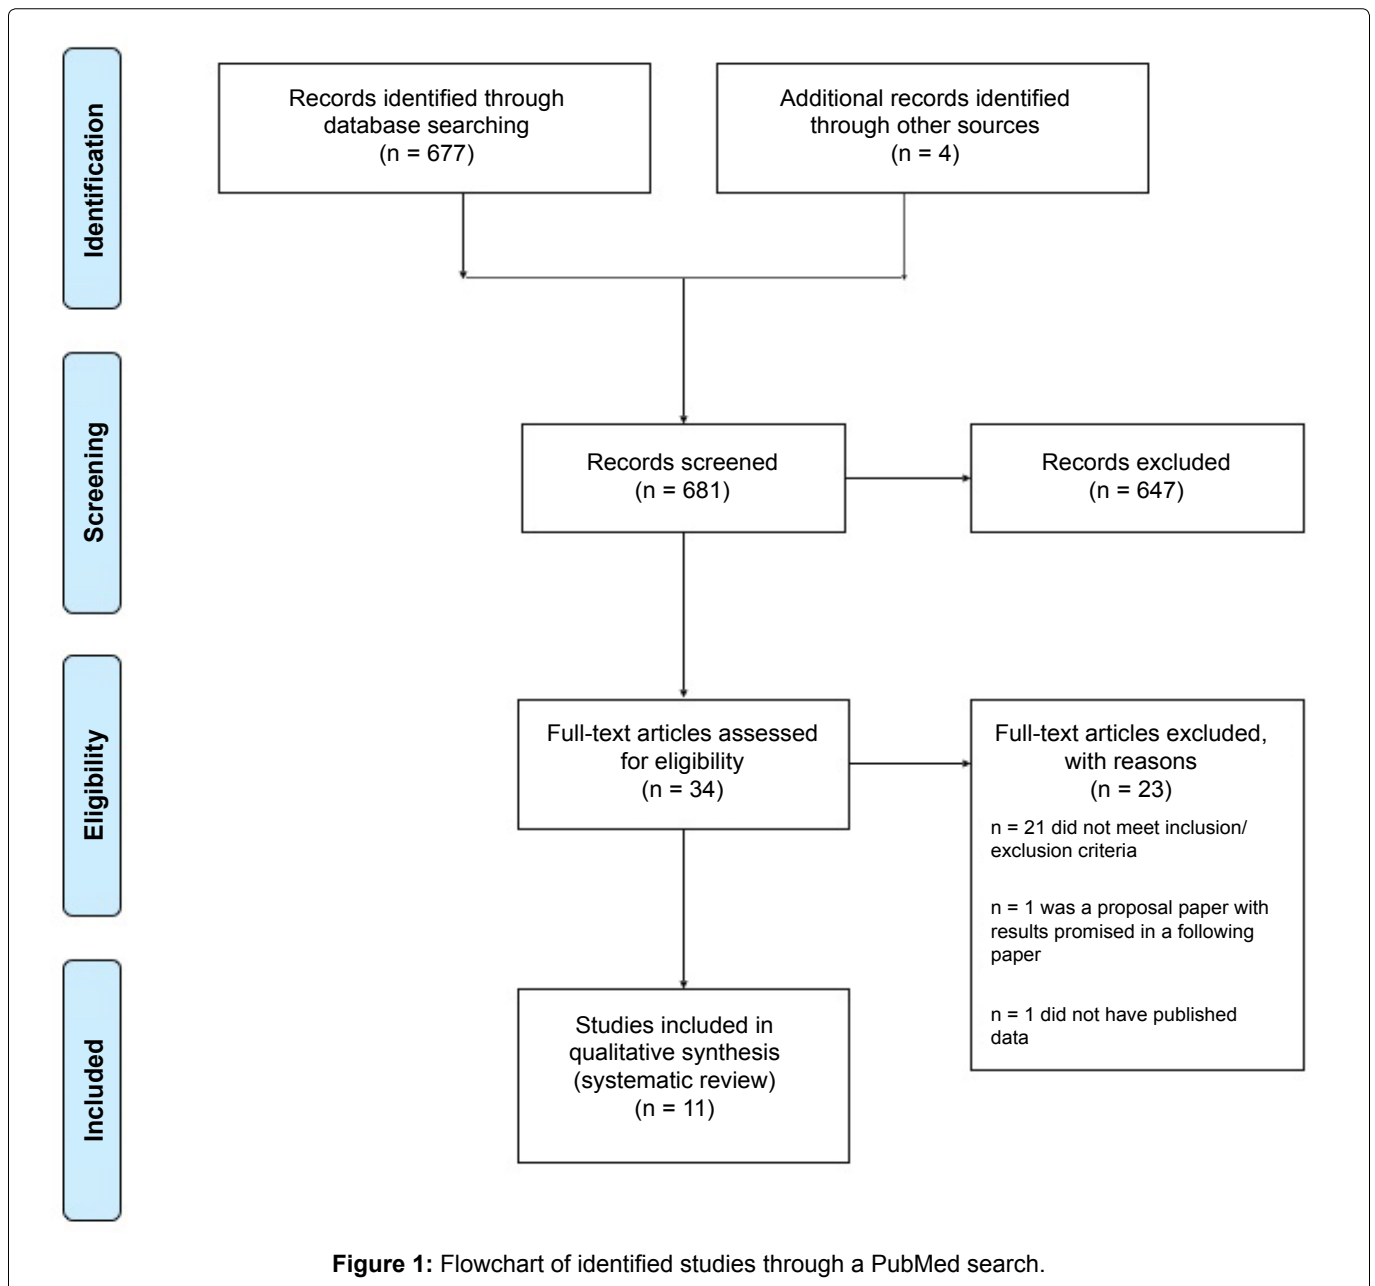 Identification
Records identified through
database searching
(n = 677)
Additional records identified
through other sources
(n = 4)
Screening
Records screened
(n = 681)
Records excluded
(n = 647)
Eligibility
Full-text articles assessed
for eligibility
(n = 34)
Full-text articles excluded,
with reasons
(n = 23)
n = 21 did not meet inclusion/
exclusion criteria
n = 1 was a proposal paper with
results promised in a following
paper
n = 1 did not have published
data
Included
Studies included in
qualitative synthesis
(systematic review)
(n = 11)
Figure 1: Flowchart of identified studies through a PubMed search.